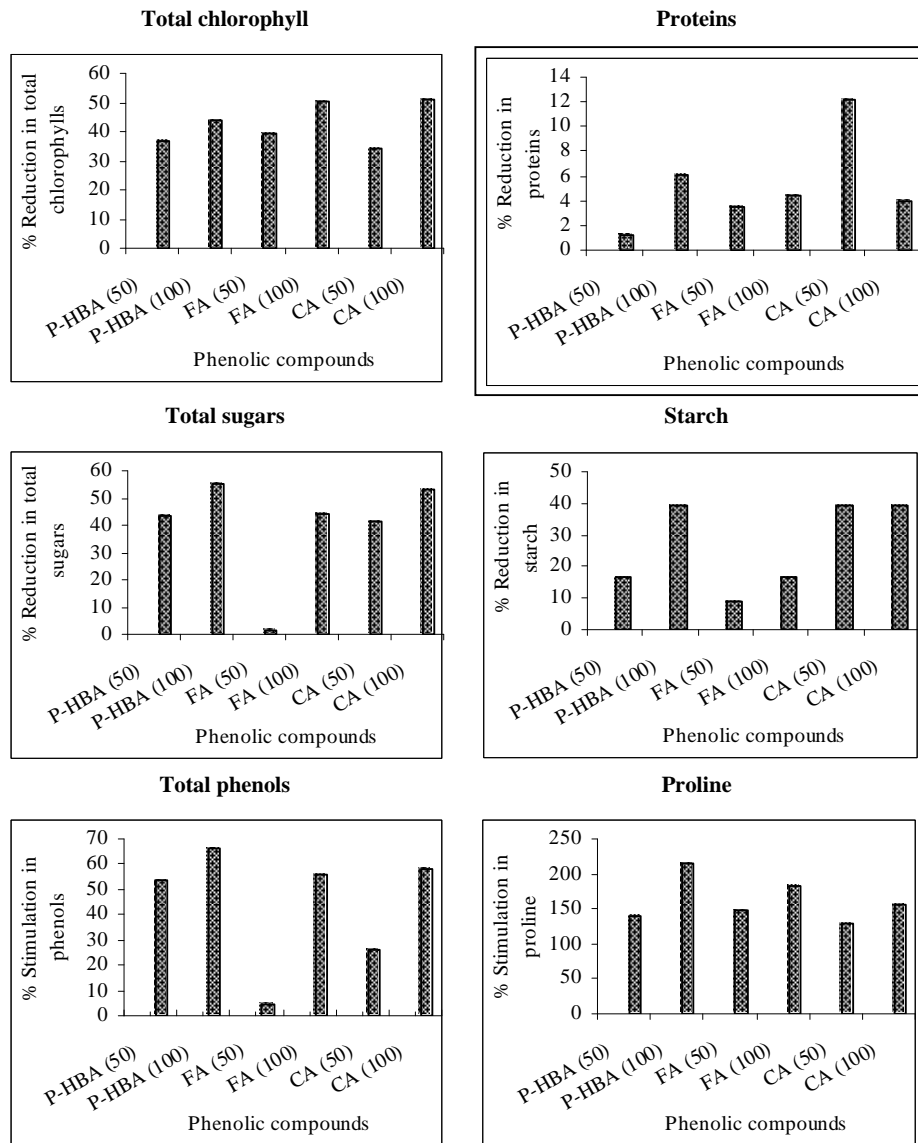 Total chlorophyll
% Reduction in total
chlorophylls
60
50
40
30
20
10
0
P-HBA (50)
P-HBA (100)
FA (50)
FA (100)
CA (50)
CA (100)
Phenolic compounds
Proteins
% Reduction in
proteins
14
12
10
8
6
4
2
0
P-HBA (50)
P-HBA (100)
FA (50)
FA (100)
CA (50)
CA (100)
Phenolic compounds
Total sugars
% Reduction in total
sugars
60
50
40
30
20
10
0
P-HBA (50)
P-HBA (100)
FA (50)
FA (100)
CA (50)
CA (100)
Phenolic compounds
Starch
% Reduction in
starch
50
40
30
20
10
0
P-HBA (50)
P-HBA (100)
FA (50)
FA (100)
CA (50)
CA (100)
Phenolic compounds
Total phenols
% Stimulation in
phenols
70
60
50
40
30
20
10
0
P-HBA (50)
P-HBA (100)
FA (50)
FA (100)
CA (50)
CA (100)
Phenolic compounds
Proline
% Stimulation in
proline
250
200
150
100
50
0
P-HBA (50)
P-HBA (100)
FA (50)
FA (100)
CA (50)
CA (100)
Phenolic compounds